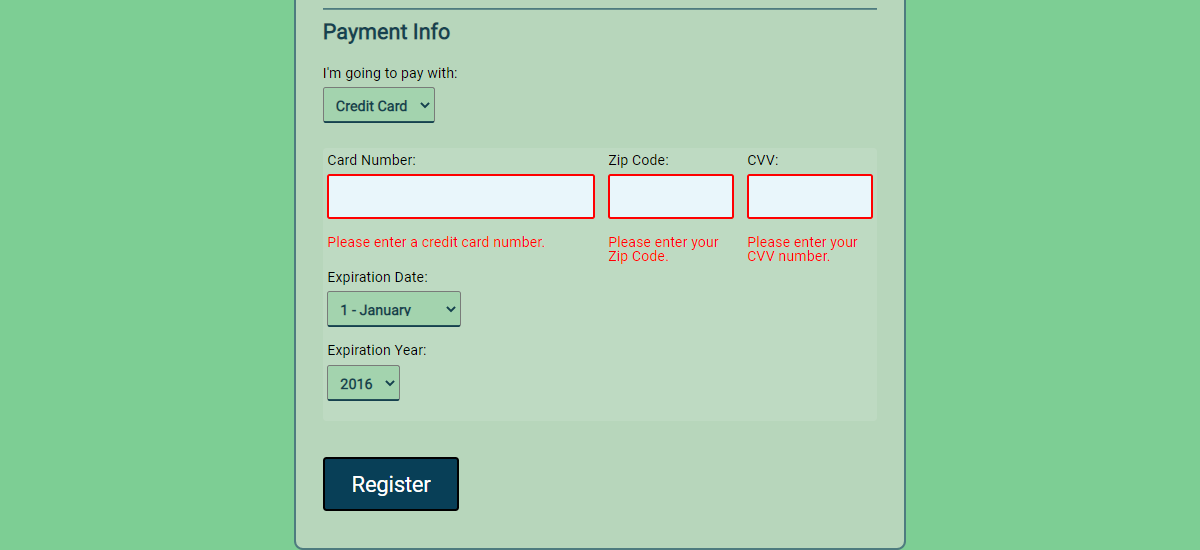 Payment Info
I'm going to pay with:
Credit Card
Card Number:
Zip Code:
CVV:
Please enter a credit card number.
Please enter your
Zip Code.
Please enter your
CVV number.
Expiration Date:
1 - January
Expiration Year:
2016
Register